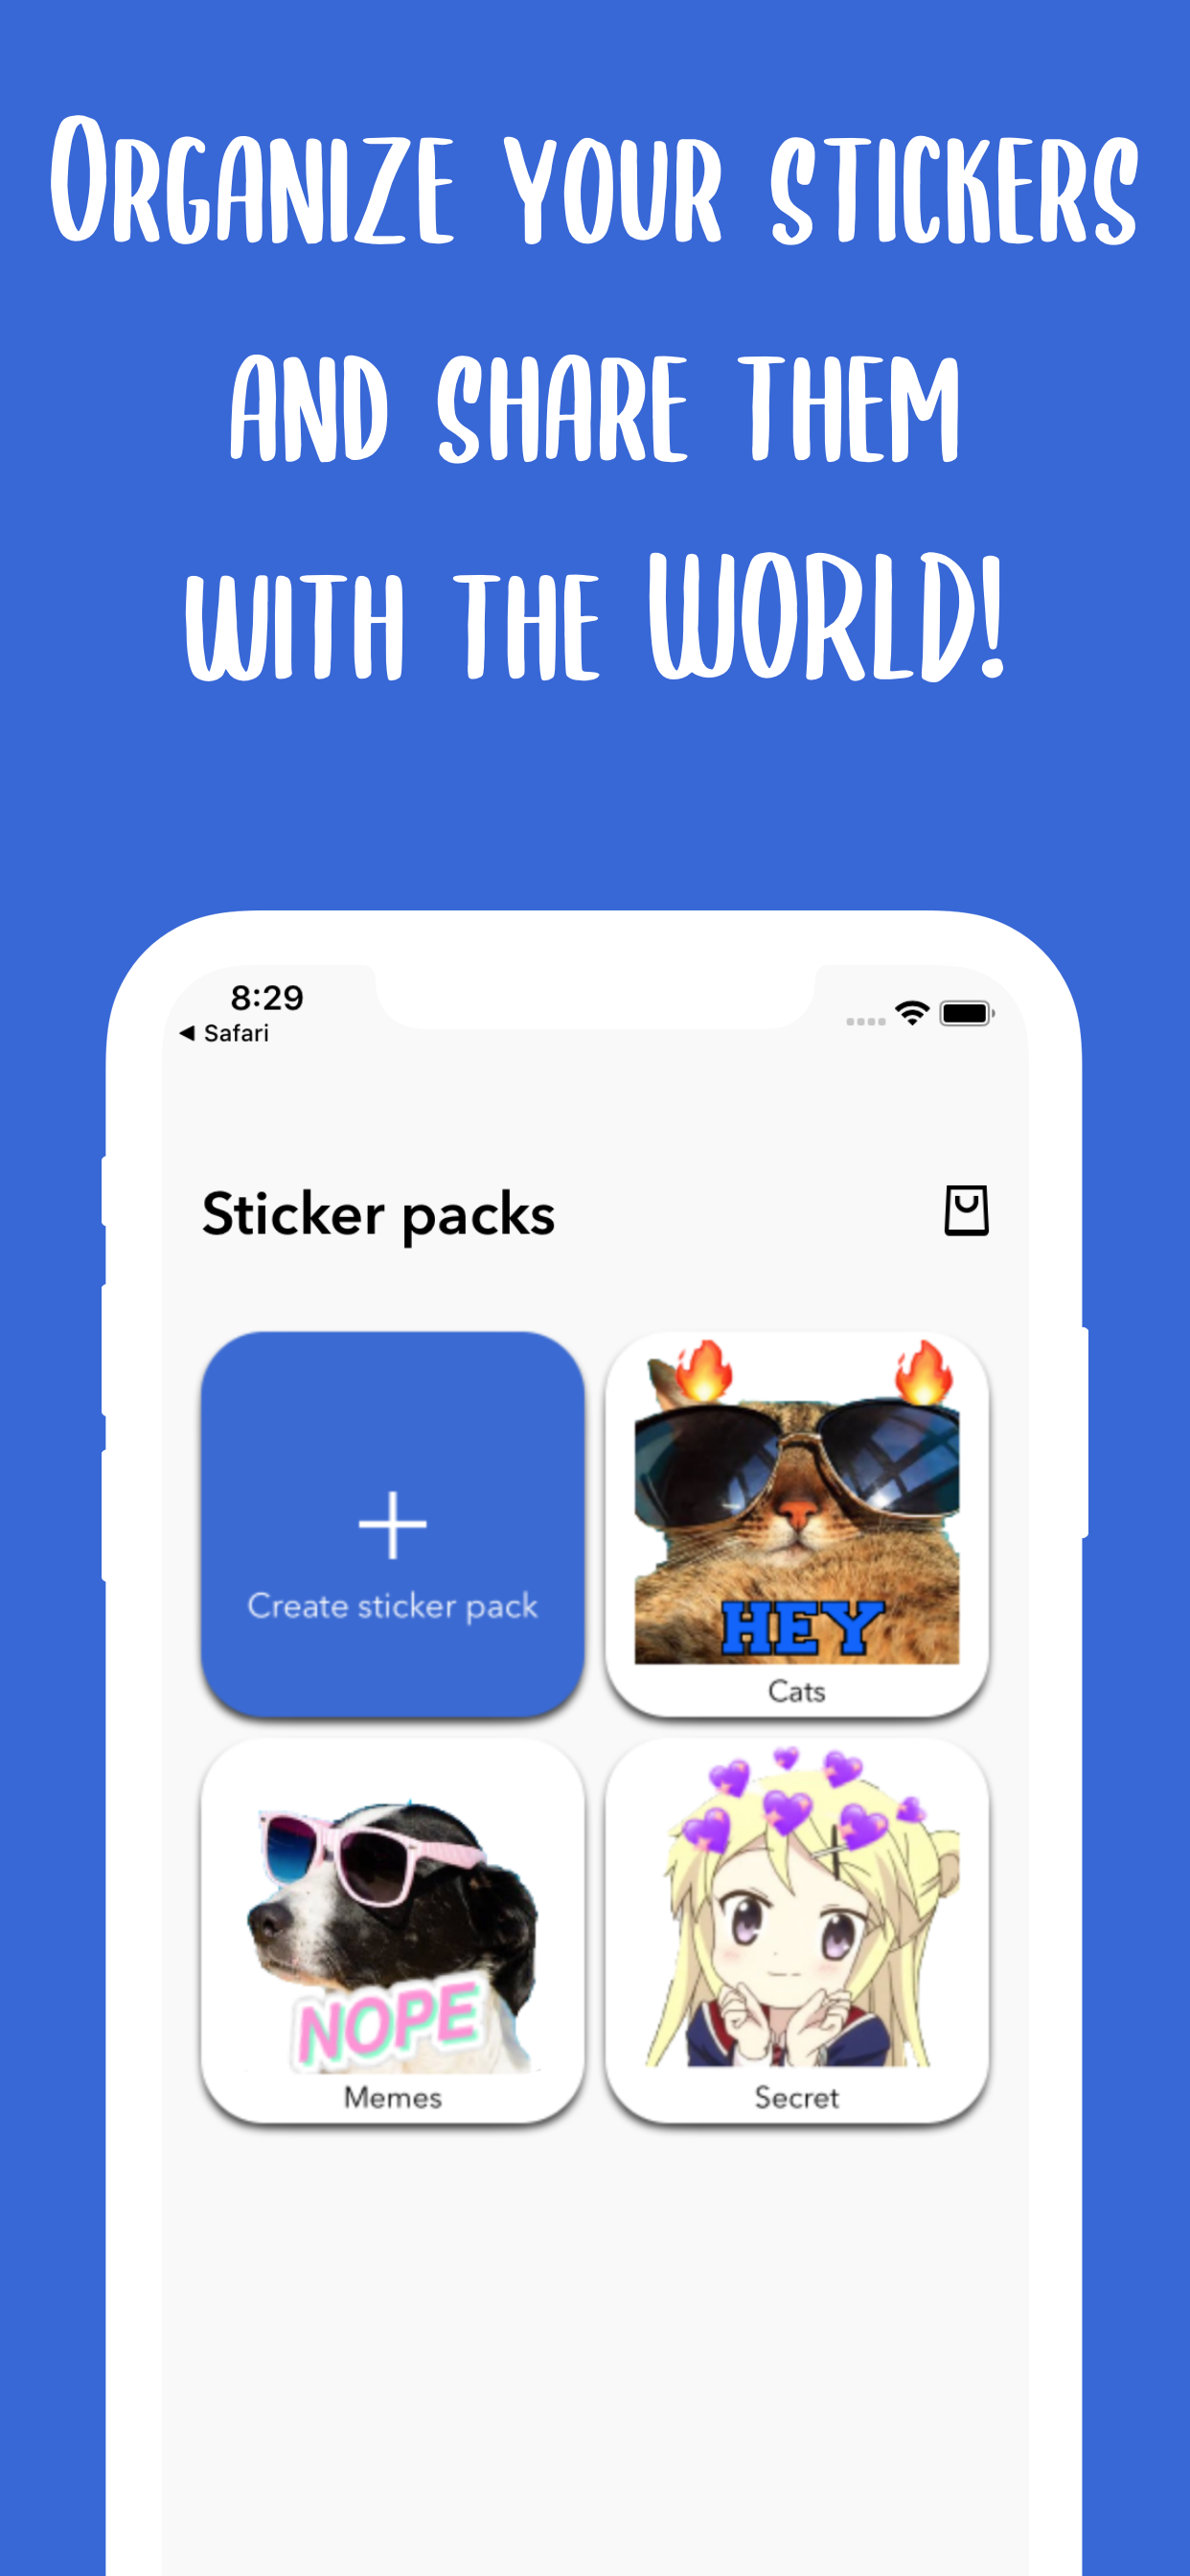 Organize your stickers
and share them
with the WORLD!
8:29
◀ Safari
Sticker packs
Create sticker pack
HEY
Cats
NOPE
Memes
Secret